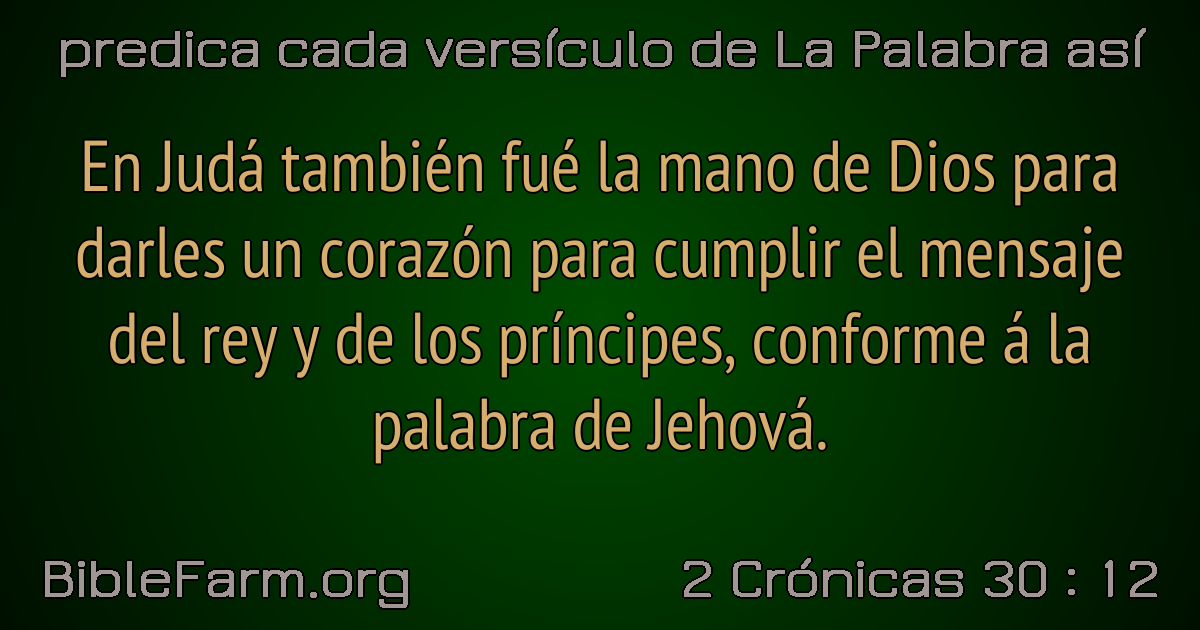 predica cada versículo de La Palabra así
En Judá también fué la mano de Dios para
darles un corazón para cumplir el mensaje
del rey y de los príncipes, conforme á la
palabra de Jehová.
BibleFarm.org
2 Crónicas 30 : 12